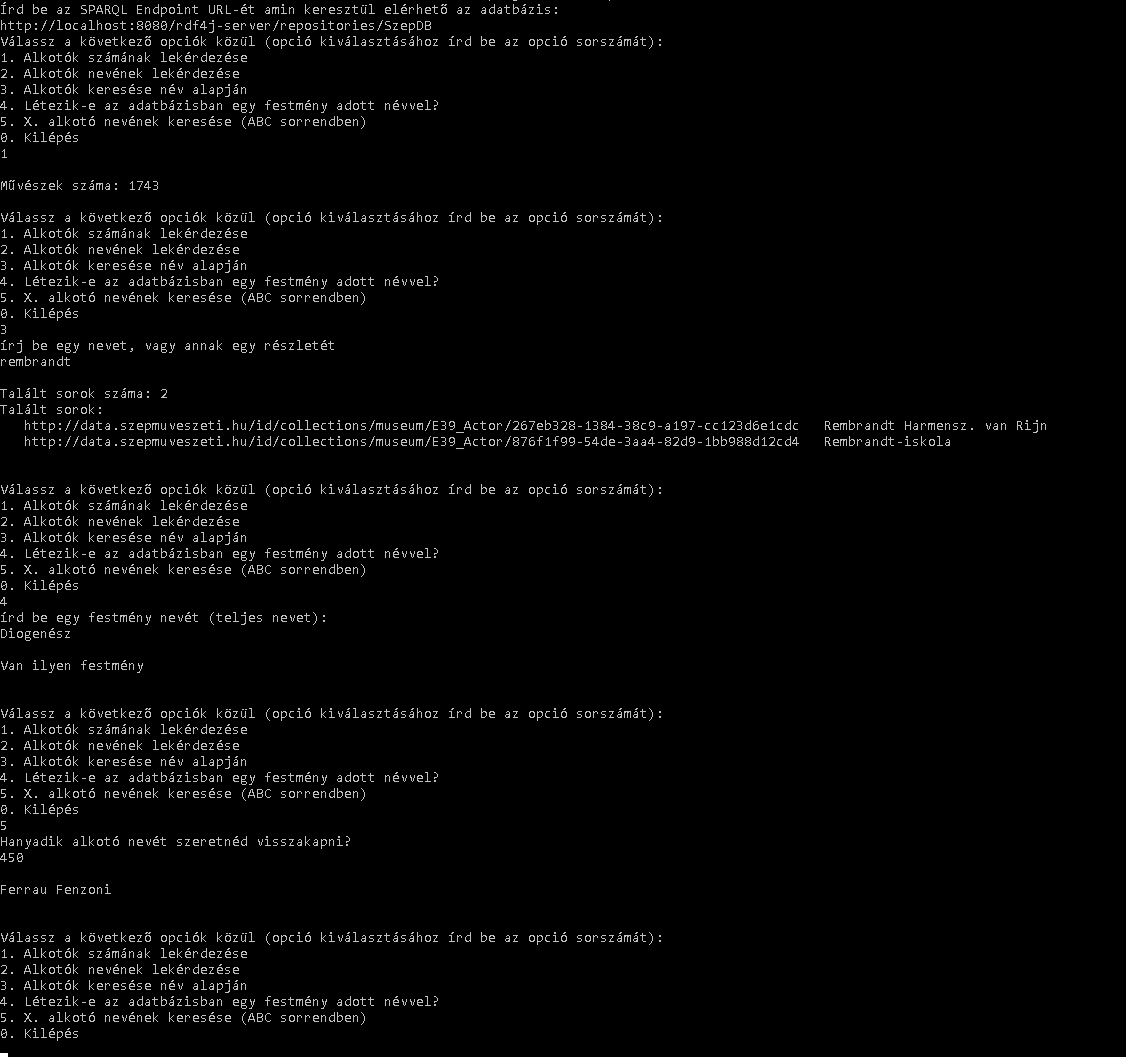 Írd be az SPARQL Endpoint URL-ét amin keresztül elérhető az adatbázis:
http://localhost:8080/rdf4j-server/repositories/SzepDB
Válassz a következő opciók közül (opció kiválasztásához írd be az opció sorszámát):
1. Alkotók számának lekérdezése
2. Alkotók nevének lekérdezése
3. Alkotók keresése név alapján
4. Létezik-e az adatbázisban egy festmény adott névvel?
5. X. alkotó nevének keresése (ABC sorrendben)
0. Kilépés
1
Művészek száma: 1743
Válassz a következő opciók közül (opció kiválasztásához írd be az opció sorszámát):
1. Alkotók számának lekérdezése
2. Alkotók nevének lekérdezése
3. Alkotók keresése név alapján
4. Létezik-e az adatbázisban egy festmény adott névvel?
5. X. alkotó nevének keresése (ABC sorrendben)
0. Kilépés
3
írj be egy nevet, vagy annak egy részletét
rembrandt
Talált sorok száma: 2
Talált sorok:
http://data.szepmuveszeti.hu/id/collections/museum/E39_Actor/267eb328-1384-38c9-a197-cc123d6e1cdc Rembrandt Harmensz. van Rijn
http://data.szepmuveszeti.hu/id/collections/museum/E39_Actor/876f1f99-54de-3aa4-82d9-1bb988d12cd4 Rembrandt-iskola
Válassz a következő opciók közül (opció kiválasztásához írd be az opció sorszámát):
1. Alkotók számának lekérdezése
2. Alkotók nevének lekérdezése
3. Alkotók keresése név alapján
4. Létezik-e az adatbázisban egy festmény adott névvel?
5. X. alkotó nevének keresése (ABC sorrendben)
0. Kilépés
4
írd be egy festmény nevét (teljes nevet):
Diogenész
Van ilyen festmény
Válassz a következő opciók közül (opció kiválasztásához írd be az opció sorszámát):
1. Alkotók számának lekérdezése
2. Alkotók nevének lekérdezése
3. Alkotók keresése név alapján
4. Létezik-e az adatbázisban egy festmény adott névvel?
5. X. alkotó nevének keresése (ABC sorrendben)
0. Kilépés
5
Hanyadik alkotó nevét szeretnéd visszakapni?
450
Ferrau Fenzoni
Válassz a következő opciók közül (opció kiválasztásához írd be az opció sorszámát):
1. Alkotók számának lekérdezése
2. Alkotók nevének lekérdezése
3. Alkotók keresése név alapján
4. Létezik-e az adatbázisban egy festmény adott névvel?
5. X. alkotó nevének keresése (ABC sorrendben)
0. Kilépés